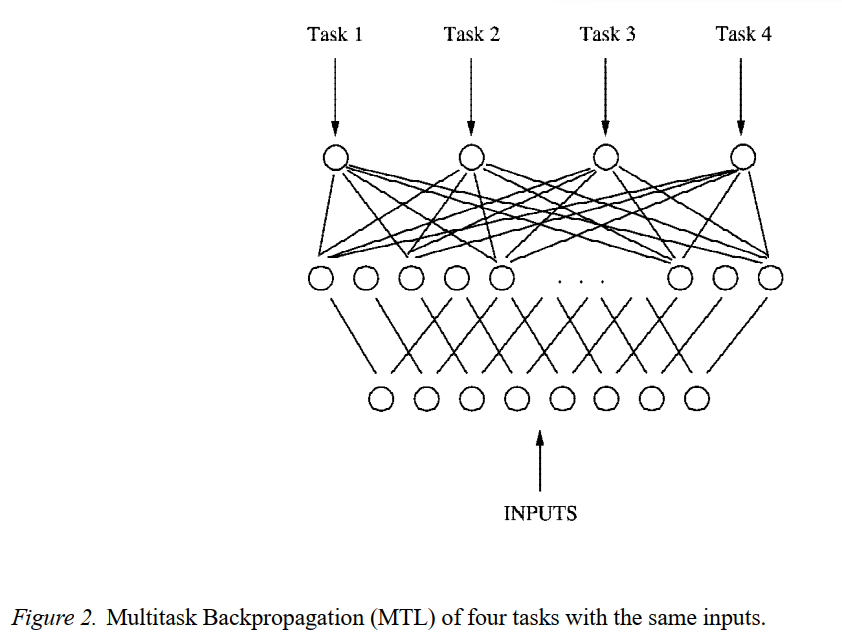 Task 1 Task 2 Task 3 Task 4
. . .
INPUTS
Figure 2. Multitask Backpropagation (MTL) of four tasks with the same inputs.